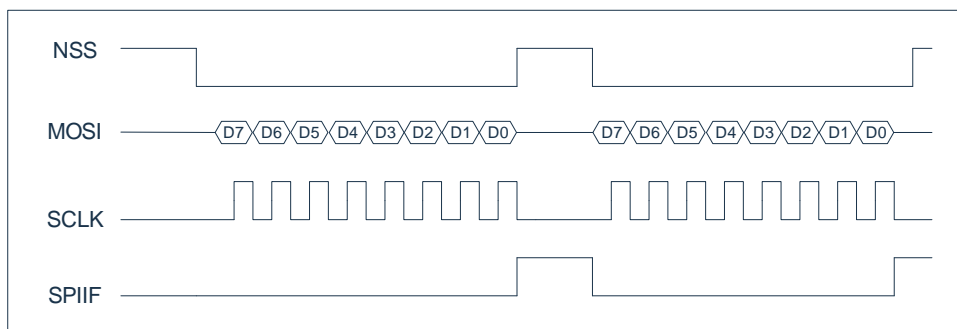 NSS
MOSI D7 D6 D5 D4 D3 D2 D1 D0 D7 D6 D5 D4 D3 D2 D1 D0
SCLK
SPIIF